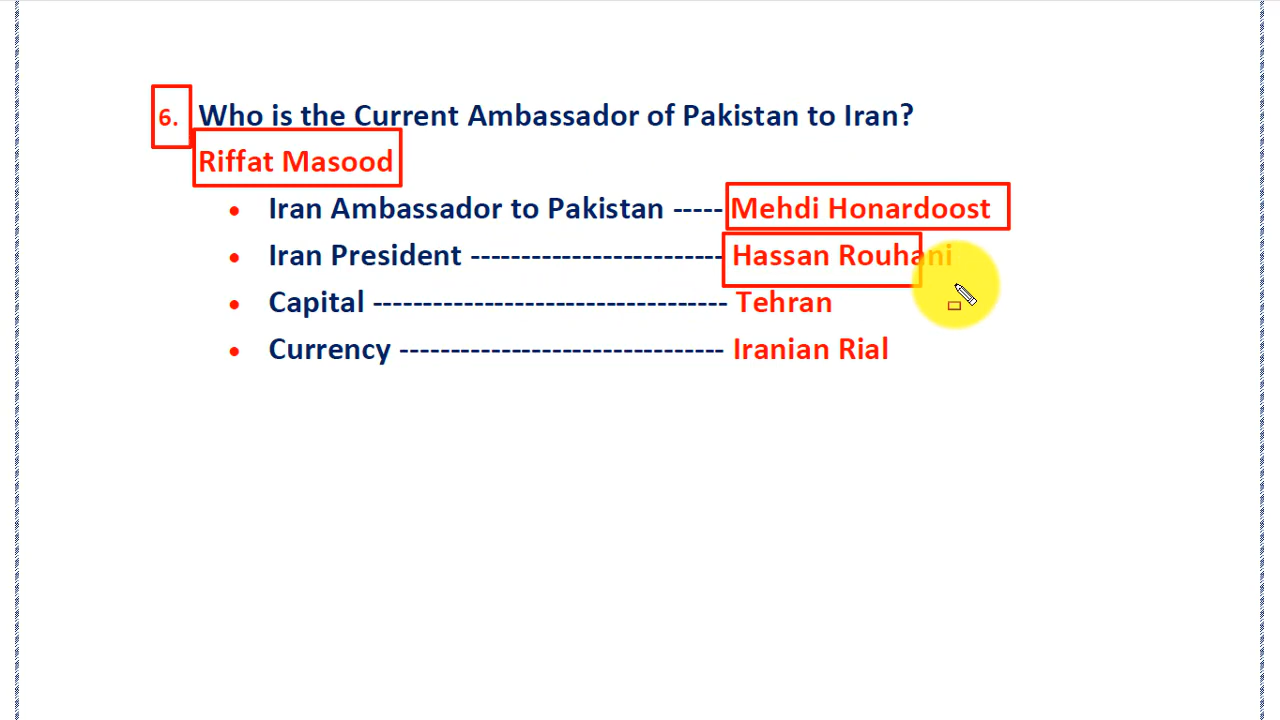 6. Who is the Current Ambassador of Pakistan to Iran?
Riffat Masood
• Iran Ambassador to Pakistan ----- Mehdi Honardoost
• Iran President ------------------------- Hassan Rouhani
• Capital ----------------------------------- Tehran
• Currency -------------------------------- Iranian Rial